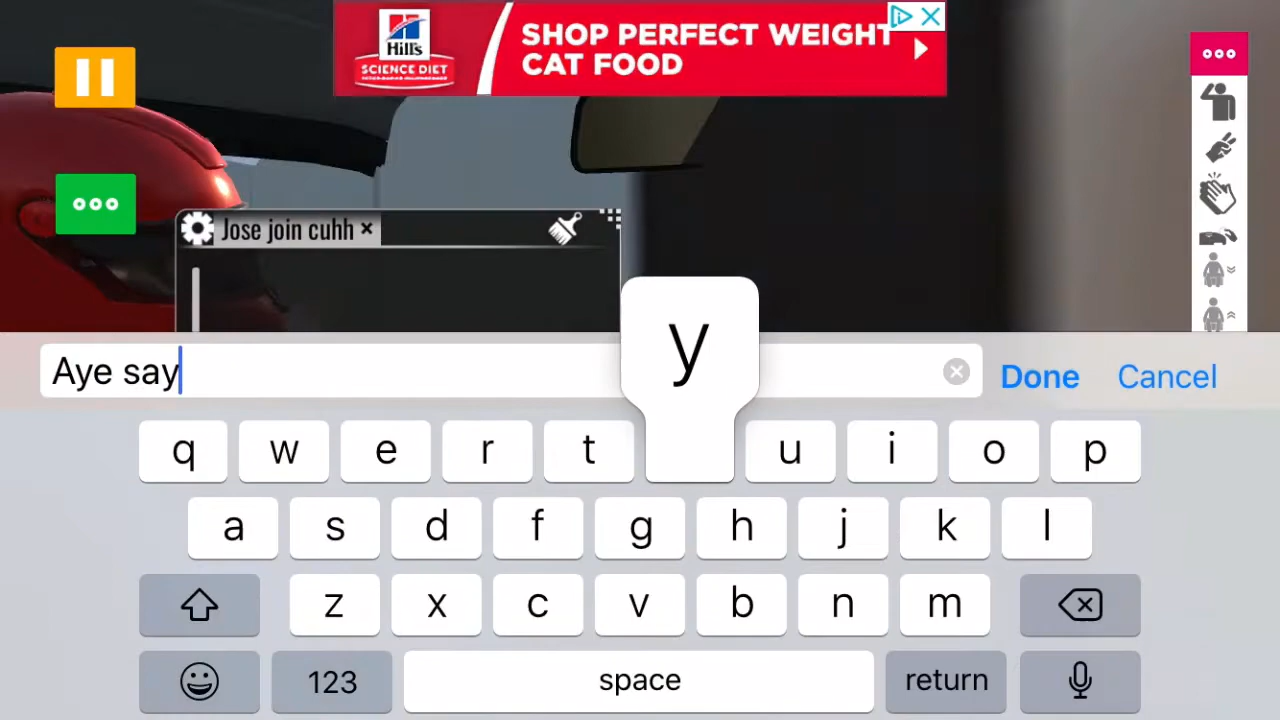 SHOP PERFECT WEIGHT
CAT FOOD
Hill's
SCIENCE DIET
Jose join cuhh ×
y
Aye say
Done
Cancel
q w e r t u i o p
a s d f g h j k l
z x c v b n m
123
space
return